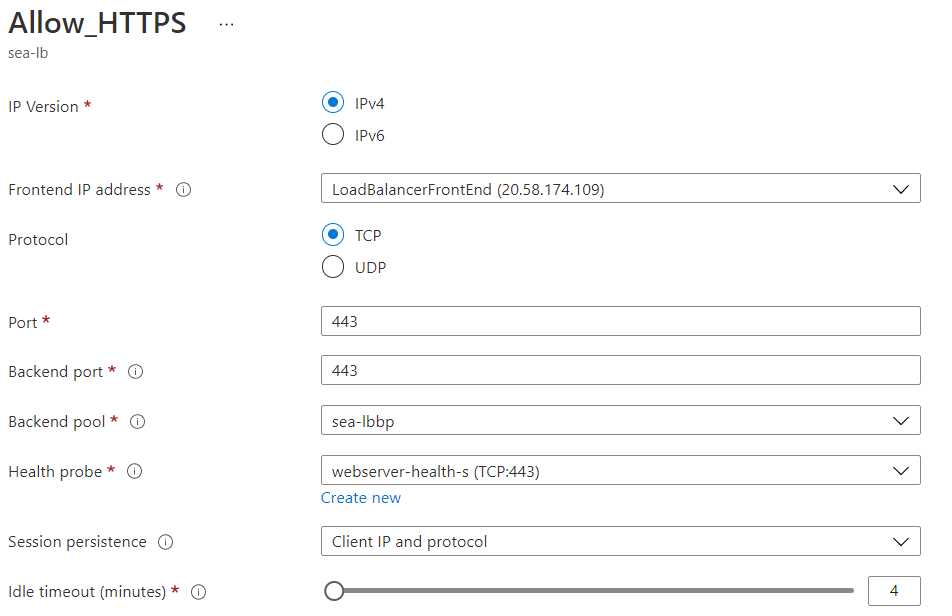 Allow_HTTPS ...
sea-lb
IP Version *
IPv4
IPv6
Frontend IP address *
LoadBalancerFrontEnd (20.58.174.109)
Protocol
TCP
UDP
Port *
443
Backend port *
443
Backend pool *
sea-lbbp
Health probe *
webserver-health-s (TCP:443)
Create new
Session persistence
Client IP and protocol
Idle timeout (minutes) *
4